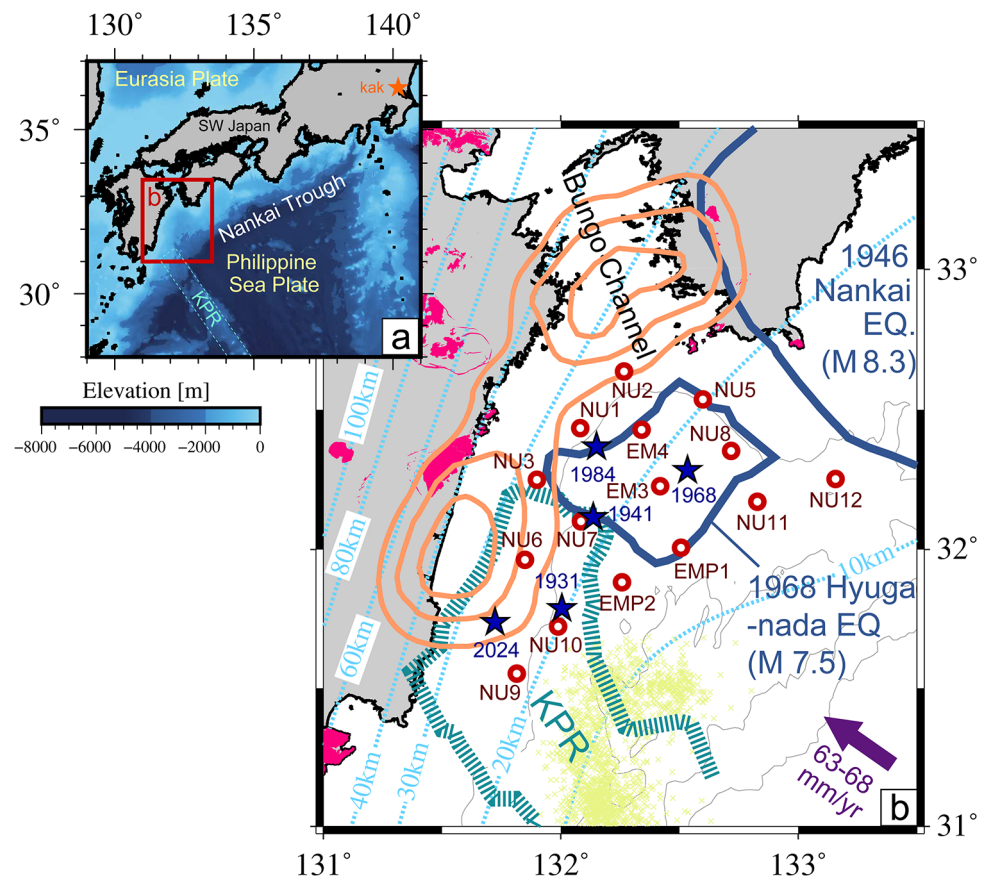 130°
135°
140°
Eurasia Plate
kak
SW Japan
35°
b
Nankai Trough
Philippine
Sea Plate
30°
KPR
a
Elevation [m]
-8000
-6000
-4000
-2000
0
Bungo Channel
1946
Nankai
EQ.
(M 8.3)
33°
100km
NU2
NU5
NU1
EM4
NU8
NU3
1984
EM3
1968
NU12
1941
NU11
80km
NU6
NU7
32°
EMP1
10km
1931
EMP2
1968 Hyuga
-nada EQ
(M 7.5)
2024
NU10
60km
NU9
KPR
20km
30km
40km
63-68
mm/yr
b
31°
131°
132°
133°